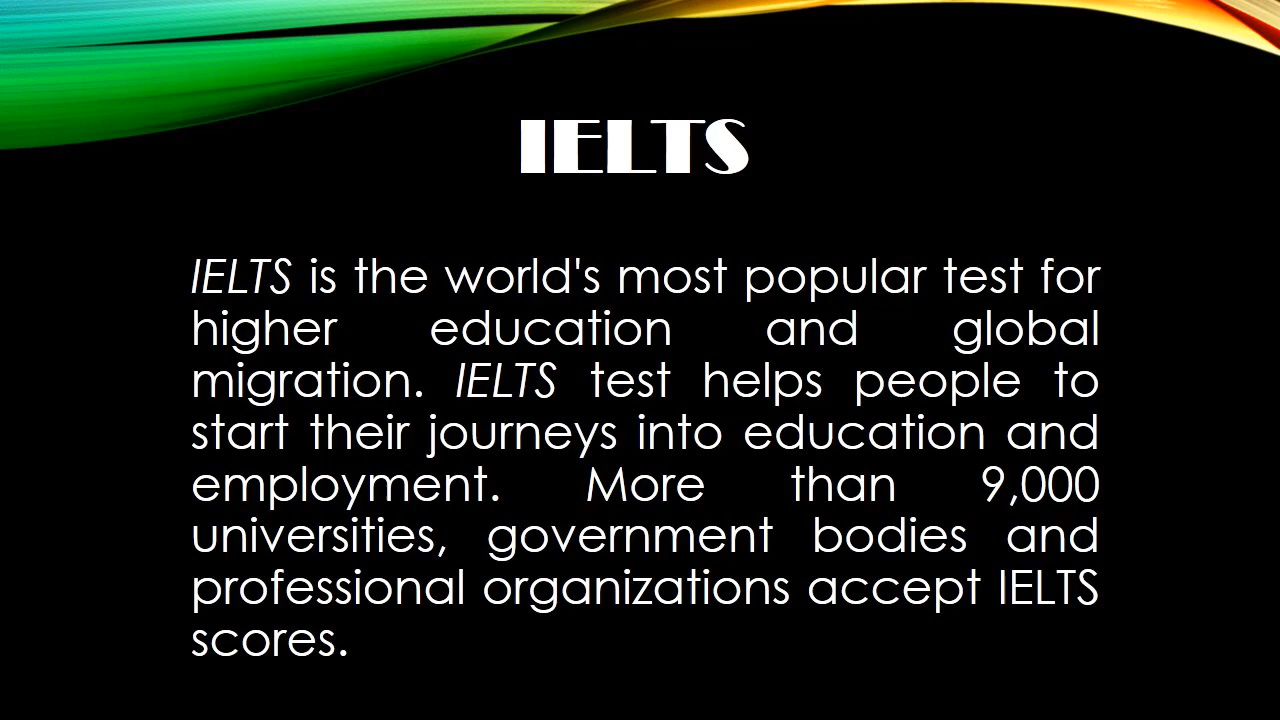 IELTS
IELTS is the world's most popular test for
higher education and global
migration. IELTS test helps people to
start their journeys into education and
employment. More than 9,000
universities, government bodies and
professional organizations accept IELTS
scores.